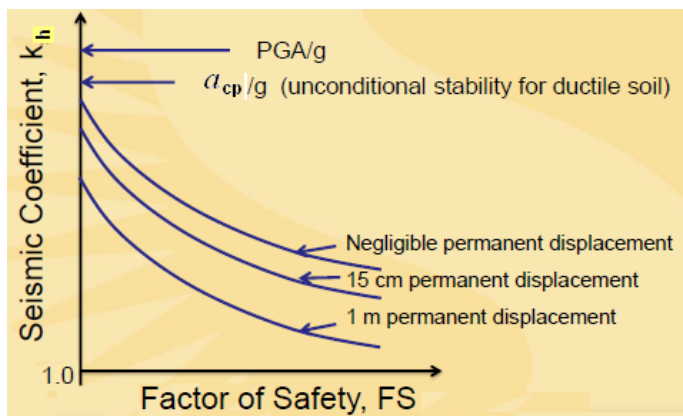 Seismic Coefficient, kh
PGA/g
acp/g (unconditional stability for ductile soil)
Negligible permanent displacement
15 cm permanent displacement
1 m permanent displacement
1.0
Factor of Safety, FS